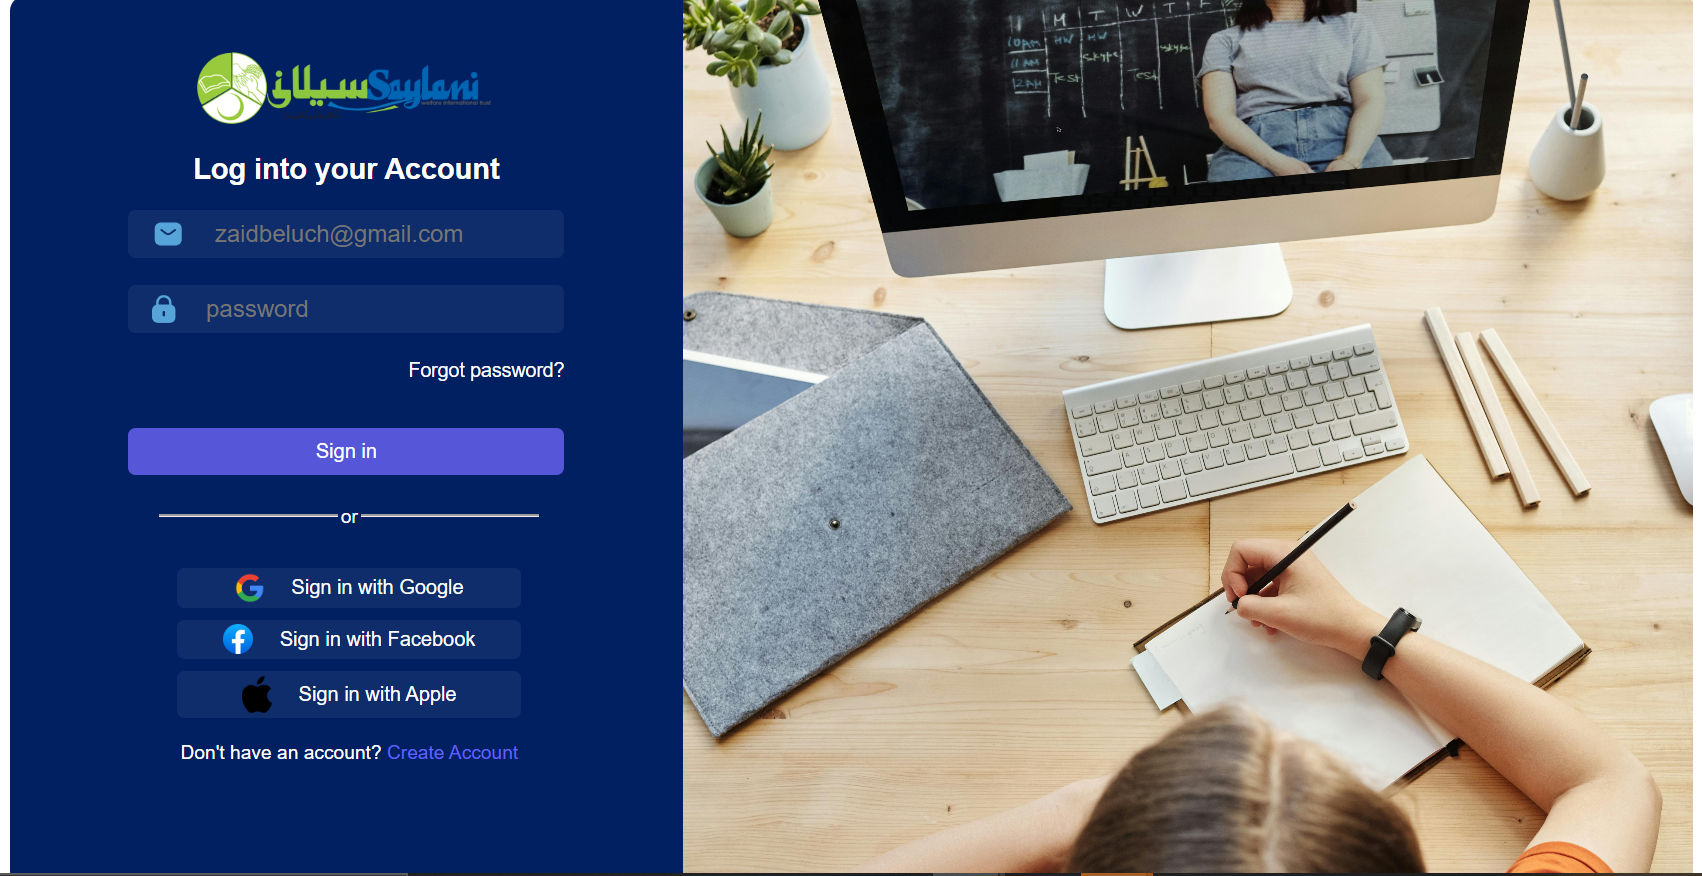 سيلانی Saylani
welfare international trust
Log into your Account
zaidbeluch@gmail.com
password
Forgot password?
Sign in
or
Sign in with Google
Sign in with Facebook
Sign in with Apple
Don't have an account? Create Account
M T W T F
10AM HW HW
11AM Skype Skype
12AM Test Test